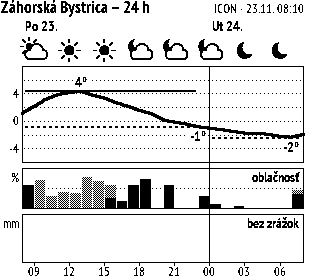 Záhorská Bystrica – 24 h
ICON · 23.11. 08:10
Po 23.
Ut 24.
4°
4
0
-4
-1°
-2°
%
oblačnosť
mm
bez zrážok
09 12 15 18 21 00 03 06